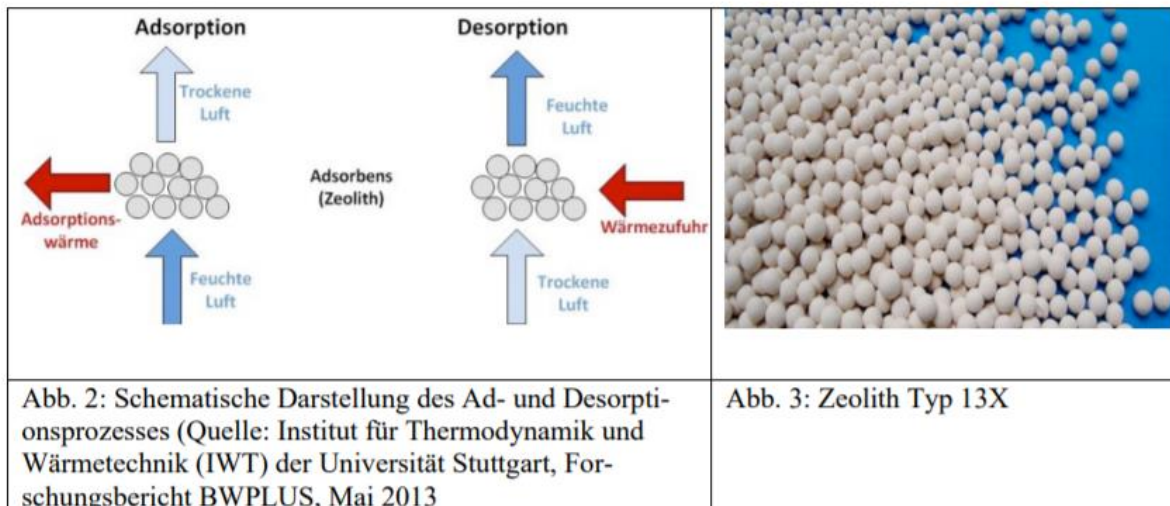 Adsorption
Trockene
Luft
Adsorptions-
wärme
Feuchte
Luft
Adsorbens
(Zeolith)
Desorption
Feuchte
Luft
Wärmezufuhr
Trockene
Luft
Abb. 2: Schematische Darstellung des Ad- und Desorpti-
onsprozesses (Quelle: Institut für Thermodynamik und
Wärmetechnik (IWT) der Universität Stuttgart, For-
schungsbericht BWPLUS, Mai 2013
Abb. 3: Zeolith Typ 13X